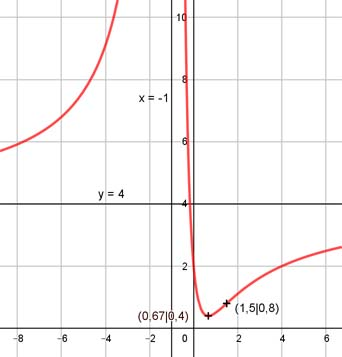 10
8
x = -1
6
y = 4
4
2
(0,67|0,4)
(1,5|0,8)
-8 -6 -4 -2 0 2 4 6